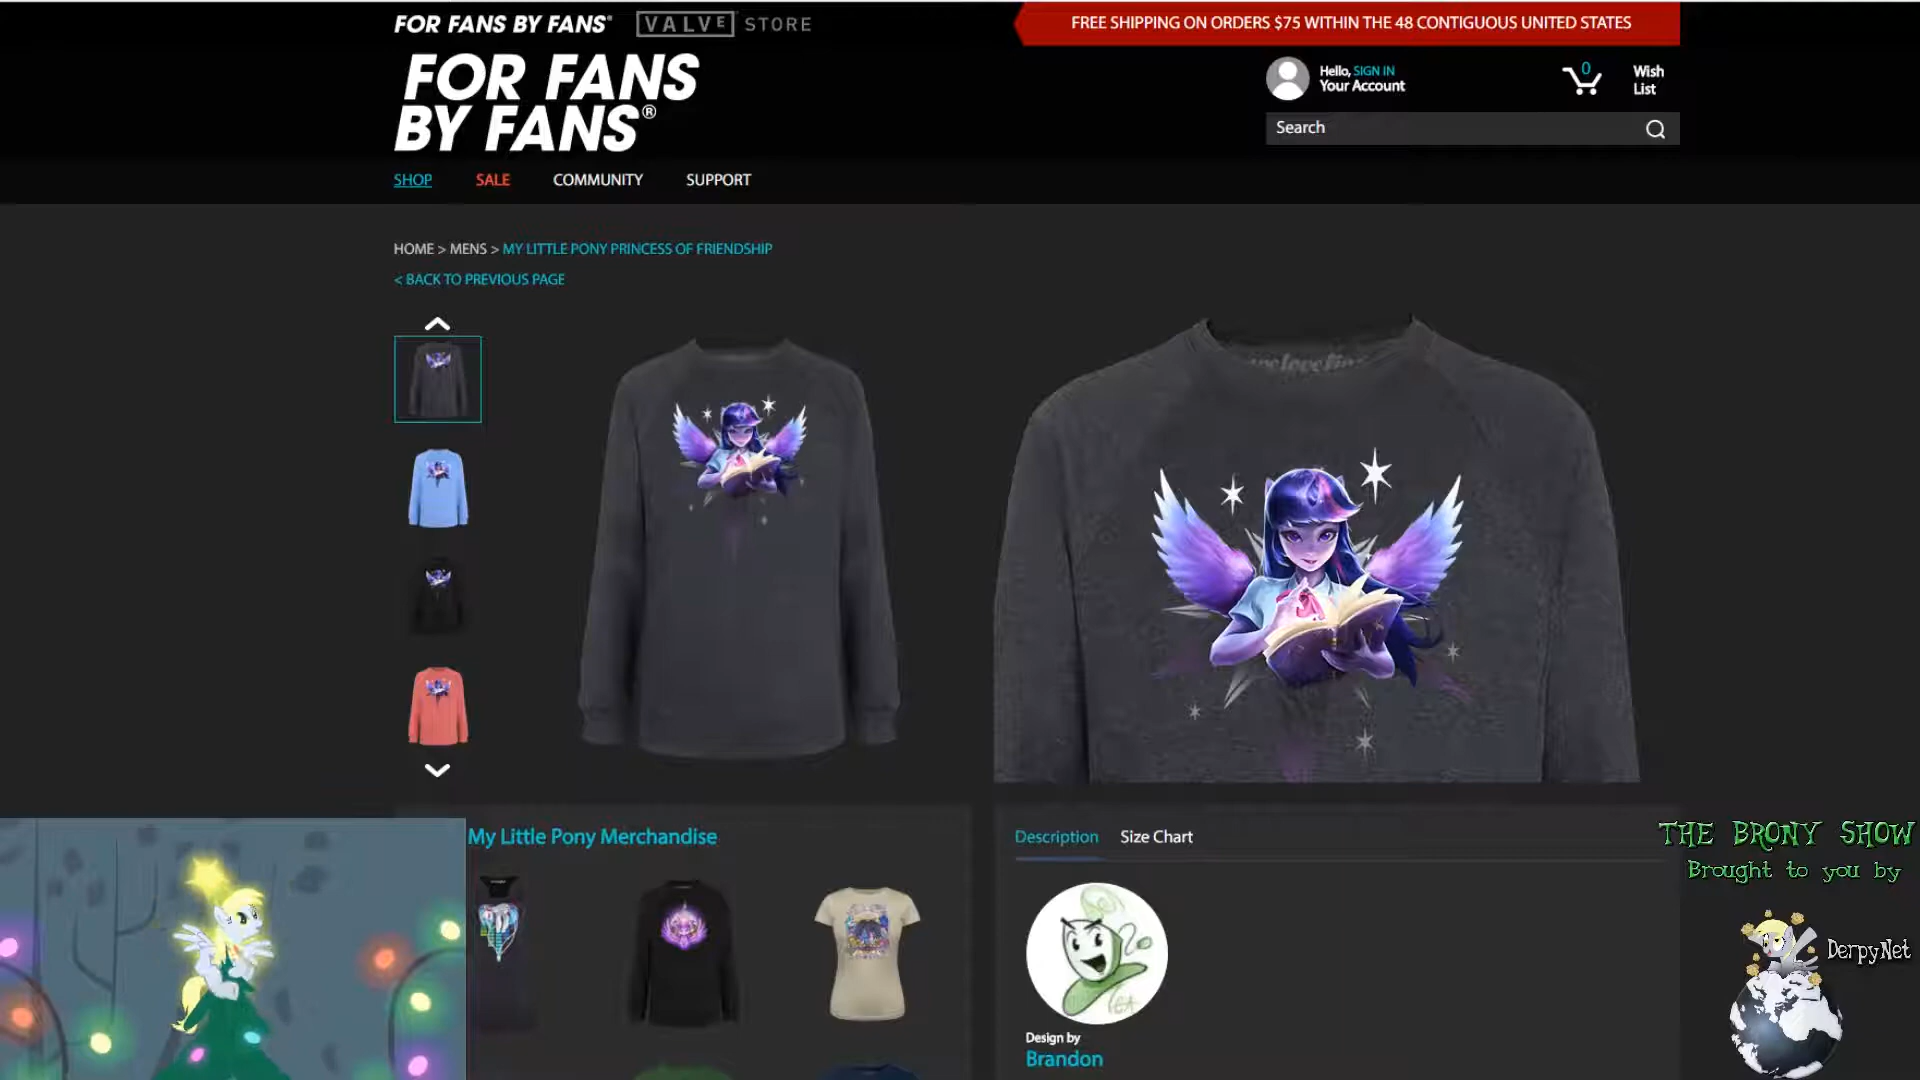 FOR FANS BY FANS® VALVE STORE
FREE SHIPPING ON ORDERS $75 WITHIN THE 48 CONTIGUOUS UNITED STATES
FOR FANS
BY FANS®
Hello, SIGN IN
Your Account
0
Wish
List
Search
SHOP SALE COMMUNITY SUPPORT
HOME > MENS > MY LITTLE PONY PRINCESS OF FRIENDSHIP
< BACK TO PREVIOUS PAGE
My Little Pony Merchandise
Description Size Chart
Design by
Brandon
THE BRONY SHOW
Brought to you by
DerpyNet